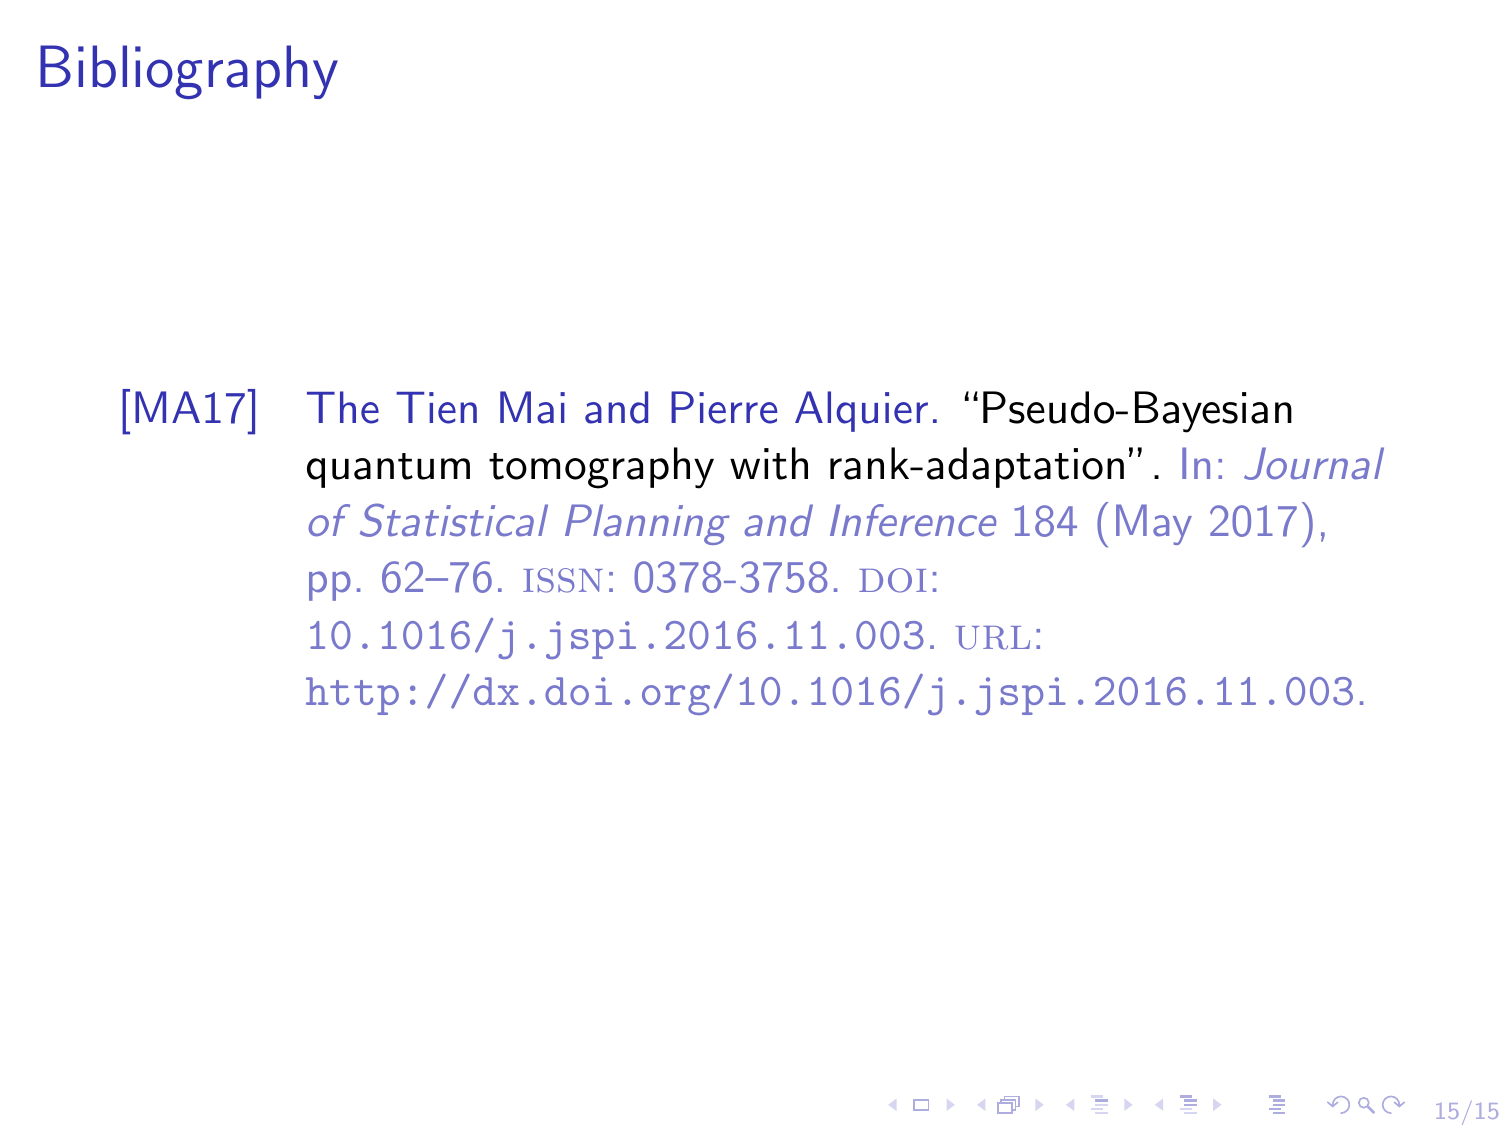 Bibliography
[MA17] The Tien Mai and Pierre Alquier. “Pseudo-Bayesian
quantum tomography with rank-adaptation”. In: Journal
of Statistical Planning and Inference 184 (May 2017),
pp. 62–76. ISSN: 0378-3758. DOI:
10.1016/j.jspi.2016.11.003. URL:
http://dx.doi.org/10.1016/j.jspi.2016.11.003.
15/15